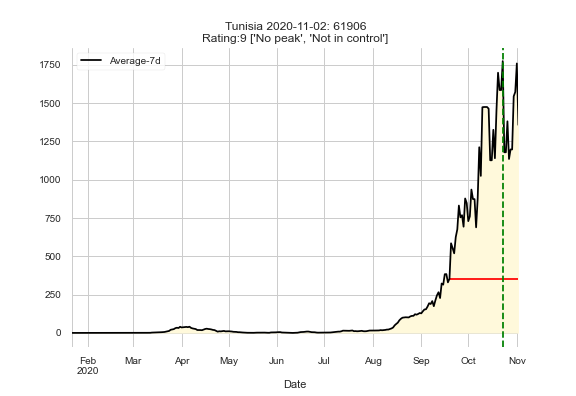 Tunisia 2020-11-02: 61906
Rating:9 ['No peak', 'Not in control']
Average-7d
1750
1500
1250
1000
750
500
250
0
Feb Mar Apr May Jun Jul Aug Sep Oct Nov
2020
Date